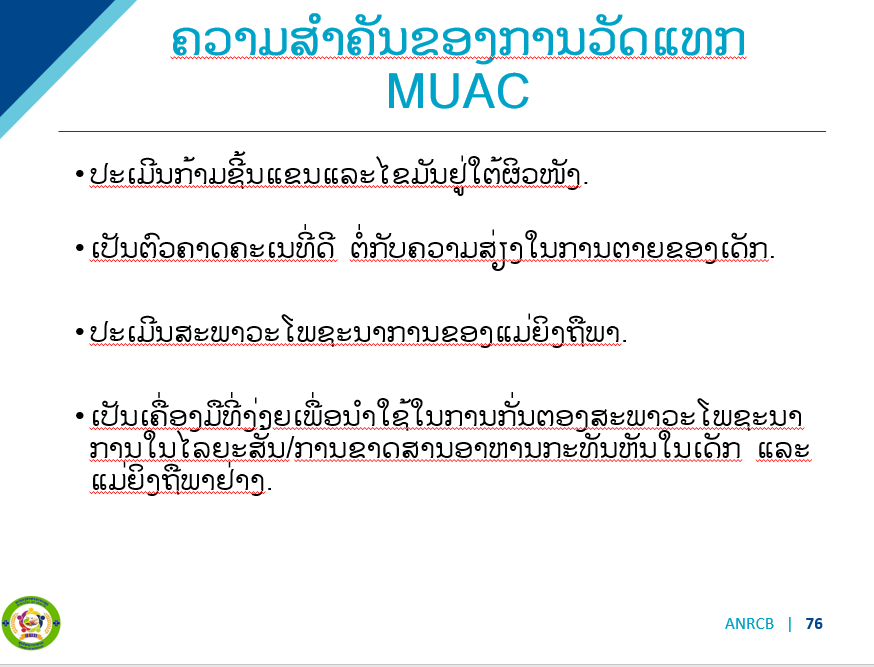 ຄວາມສຳຄັນຂອງການວັດແທກ
MUAC
• ປະເມີນກ້າມຊີ້ນແຂນແລະໄຂມັນຢູ່ໃຕ້ຜິວໜັງ.
• ເປັນຕົວຄາດຄະເນທີ່ດີ ຕໍ່ກັບຄວາມສ່ຽງໃນການຕາຍຂອງເດັກ.
• ປະເມີນສະພາວະໂພຊະນາການຂອງແມ່ຍິງຖືພາ.
• ເປັນເຄື່ອງມືທີ່ງ່າຍເພື່ອນຳໃຊ້ໃນການກັ່ນຕອງສະພາວະໂພຊະນາ
ການໃນໄລຍະສັ້ນ/ການຂາດສານອາຫານກະທັນຫັນໃນເດັກ ແລະ
ແມ່ຍິງຖືພາຢ່າງ.
ANRCB | 76